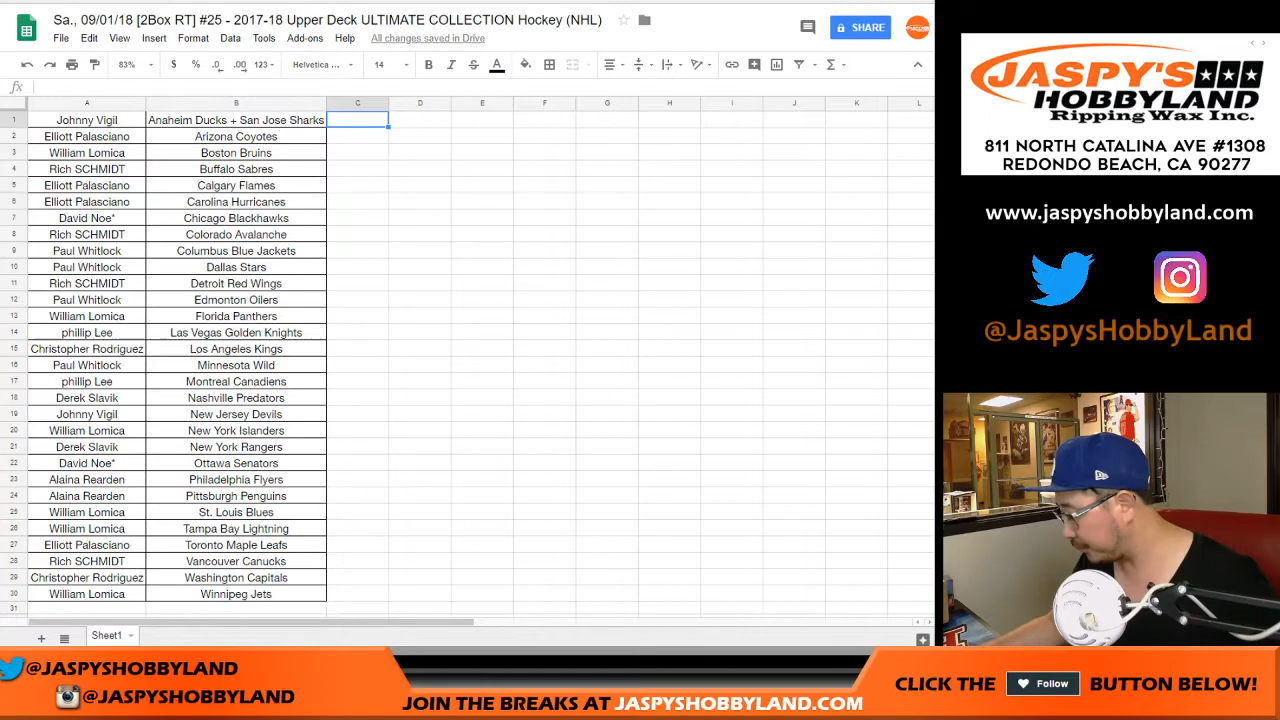 Sa., 09/01/18 [2Box RT] #25 - 2017-18 Upper Deck ULTIMATE COLLECTION Hockey (NHL)
SHARE
File Edit View Insert Format Data Tools Add-ons Help All changes saved in Drive
83% $ % .0 .00 123 Helvetica ... 14 B I S A Σ
fx
A B C D E F G H I J K L
1 Johnny Vigil Anaheim Ducks + San Jose Sharks
2 Elliott Palasciano Arizona Coyotes
3 William Lomica Boston Bruins
4 Rich SCHMIDT Buffalo Sabres
5 Elliott Palasciano Calgary Flames
6 Elliott Palasciano Carolina Hurricanes
7 David Noe* Chicago Blackhawks
8 Rich SCHMIDT Colorado Avalanche
9 Paul Whitlock Columbus Blue Jackets
10 Paul Whitlock Dallas Stars
11 Rich SCHMIDT Detroit Red Wings
12 Paul Whitlock Edmonton Oilers
13 William Lomica Florida Panthers
14 phillip Lee Las Vegas Golden Knights
15 Christopher Rodriguez Los Angeles Kings
16 Paul Whitlock Minnesota Wild
17 phillip Lee Montreal Canadiens
18 Derek Slavik Nashville Predators
19 Johnny Vigil New Jersey Devils
20 William Lomica New York Islanders
21 Derek Slavik New York Rangers
22 David Noe* Ottawa Senators
23 Alaina Rearden Philadelphia Flyers
24 Alaina Rearden Pittsburgh Penguins
25 William Lomica St. Louis Blues
26 William Lomica Tampa Bay Lightning
27 Elliott Palasciano Toronto Maple Leafs
28 Rich SCHMIDT Vancouver Canucks
29 Christopher Rodriguez Washington Capitals
30 William Lomica Winnipeg Jets
31
Sheet1
JASPY'S
HOBBYLAND
Ripping Wax Inc.
811 NORTH CATALINA AVE #1308
REDONDO BEACH, CA 90277
www.jaspyshobbyland.com
@JaspysHobbyLand
@JASPYSHOBBYLAND
@JASPYSHOBBYLAND
JOIN THE BREAKS AT JASPYSHOBBYLAND.COM
CLICK THE Follow BUTTON BELOW!